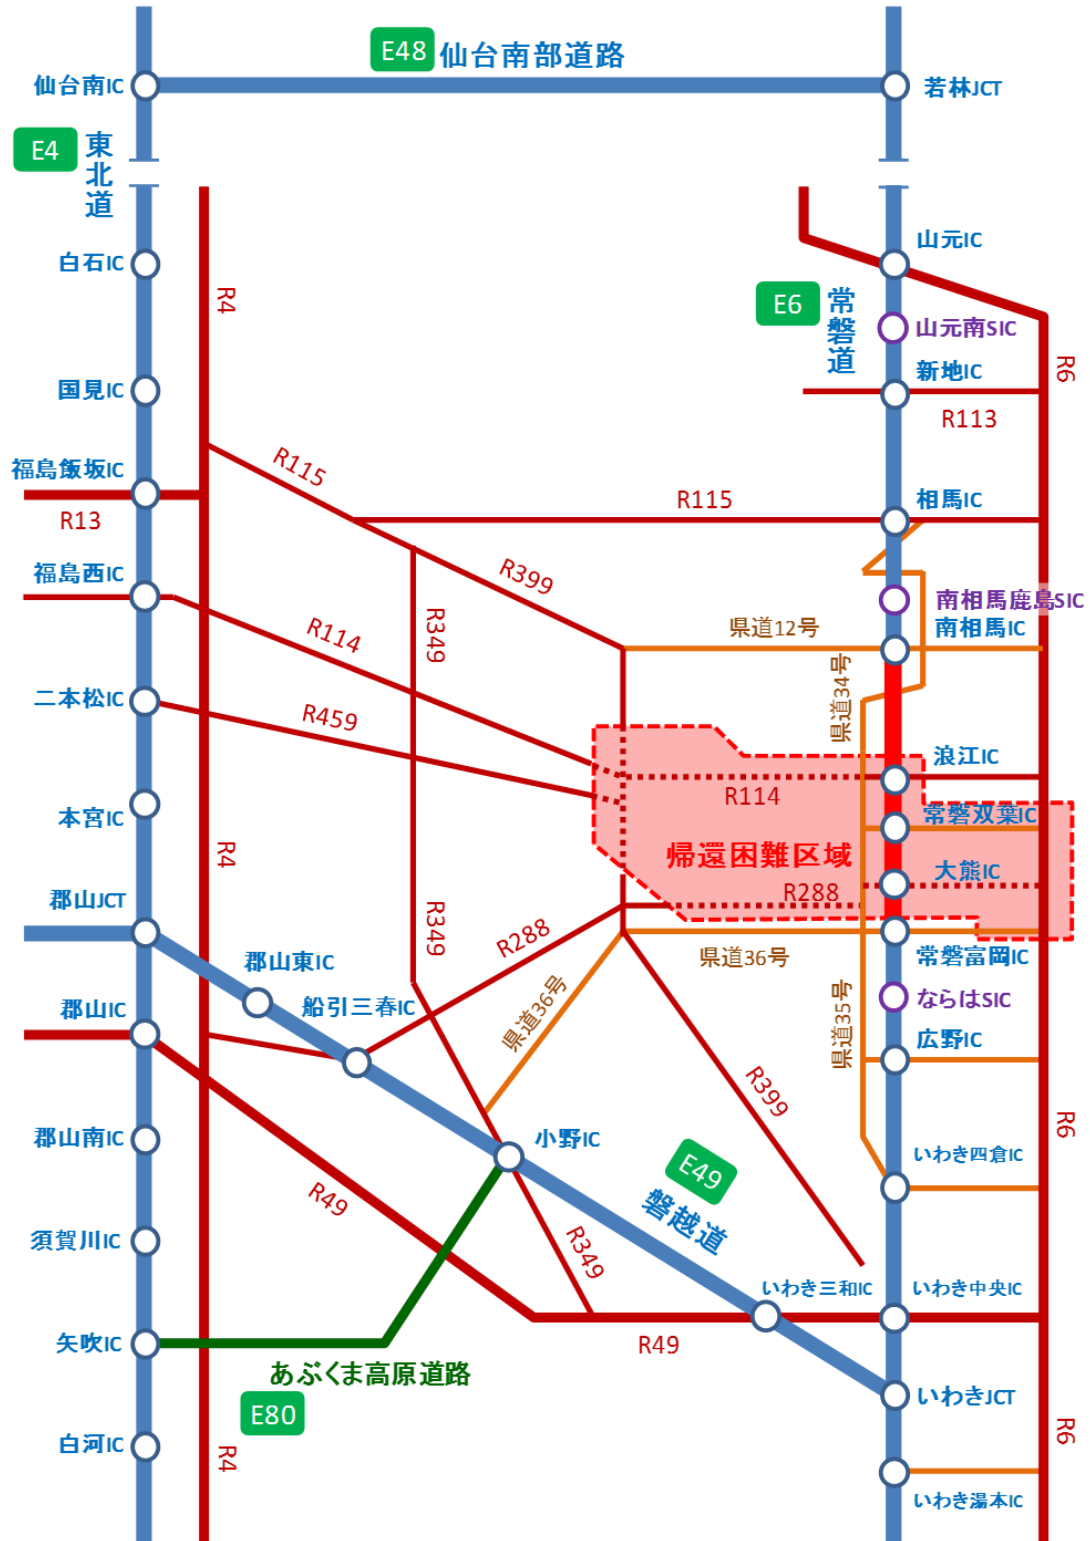 E48 仙台南部道路
仙台南IC
若林JCT
E4
東北道
白石IC
R4
山元IC
E6
常磐道
山元南SIC
国見IC
新地IC
R6
R113
福島飯坂IC
R13
R115
R115
相馬IC
福島西IC
R399
R114
R349
南相馬鹿島SIC
県道12号
南相馬IC
県道34号
二本松IC
R459
浪江IC
R114
本宮IC
常磐双葉IC
R4
帰還困難区域
大熊IC
R288
郡山JCT
R349
R288
県道36号
常磐富岡IC
郡山東IC
郡山IC
船引三春IC
県道36号
ならはSIC
県道35号
広野IC
R399
R6
郡山南IC
小野IC
いわき四倉IC
E49
磐越道
R49
須賀川IC
R349
いわき三和IC
いわき中央IC
矢吹IC
R49
あぶくま高原道路
E80
いわきJCT
白河IC
R4
R6
いわき湯本IC